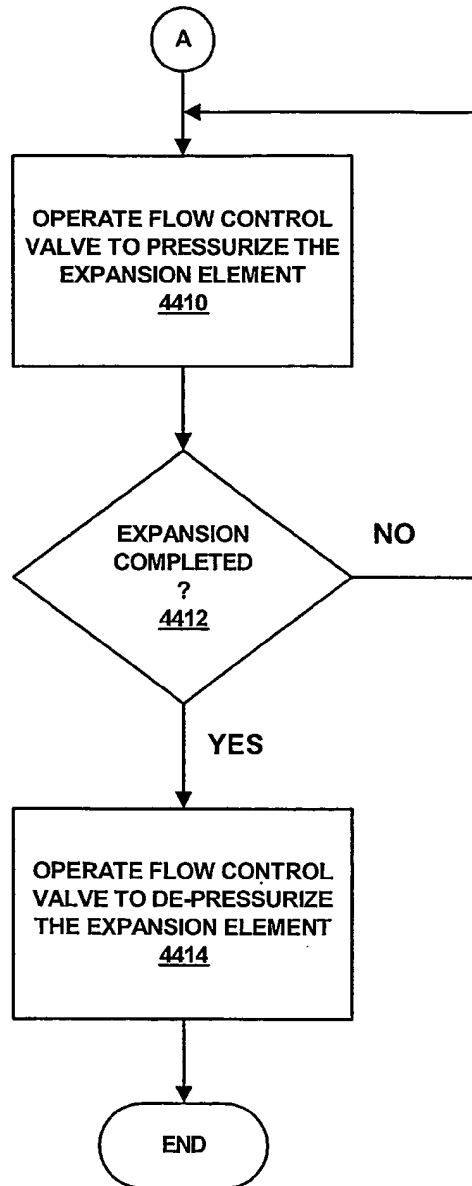 A
OPERATE FLOW CONTROL
VALVE TO PRESSURIZE THE
EXPANSION ELEMENT
4410
EXPANSION
COMPLETED
?
4412
NO
YES
OPERATE FLOW CONTROL
VALVE TO DE-PRESSURIZE
THE EXPANSION ELEMENT
4414
END